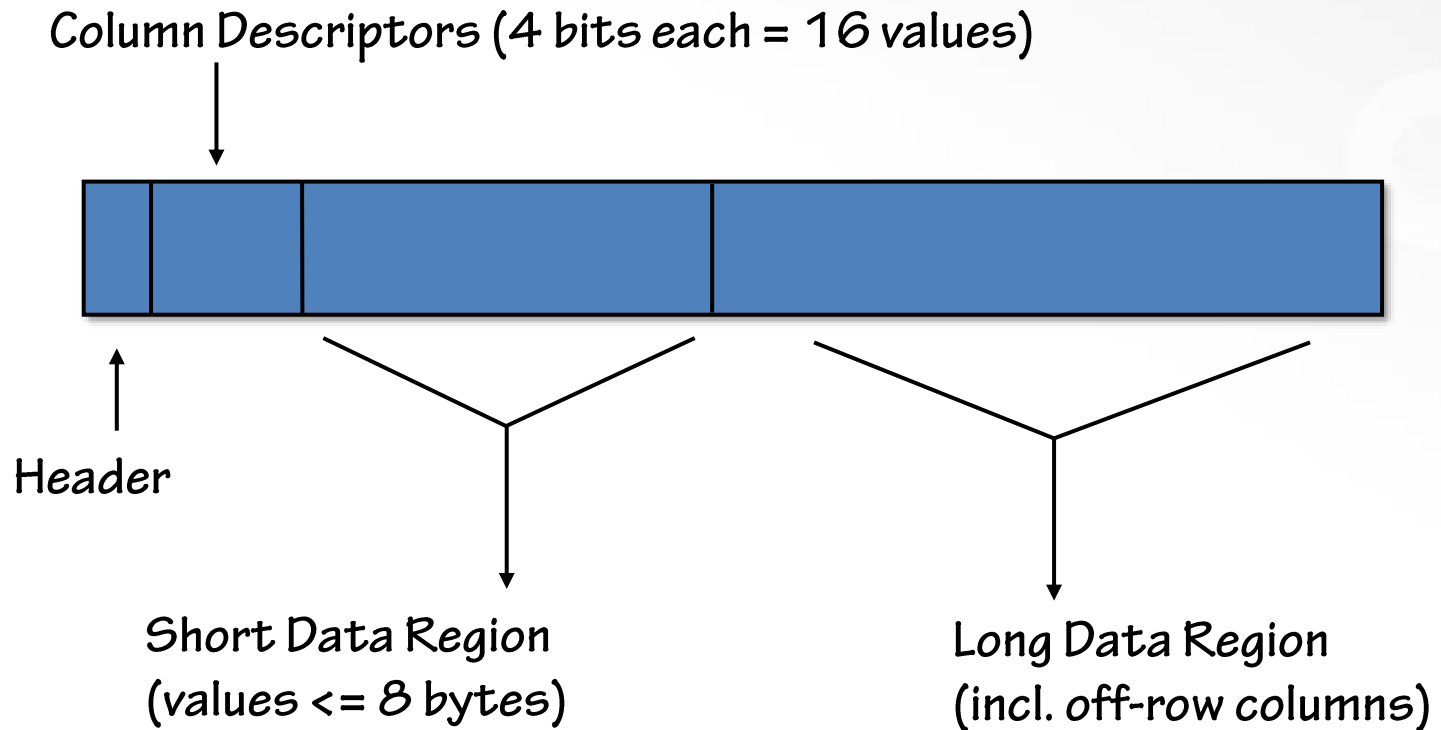 Column Descriptors (4 bits each = 16 values)
Header
Short Data Region
(values <= 8 bytes)
Long Data Region
(incl. off-row columns)